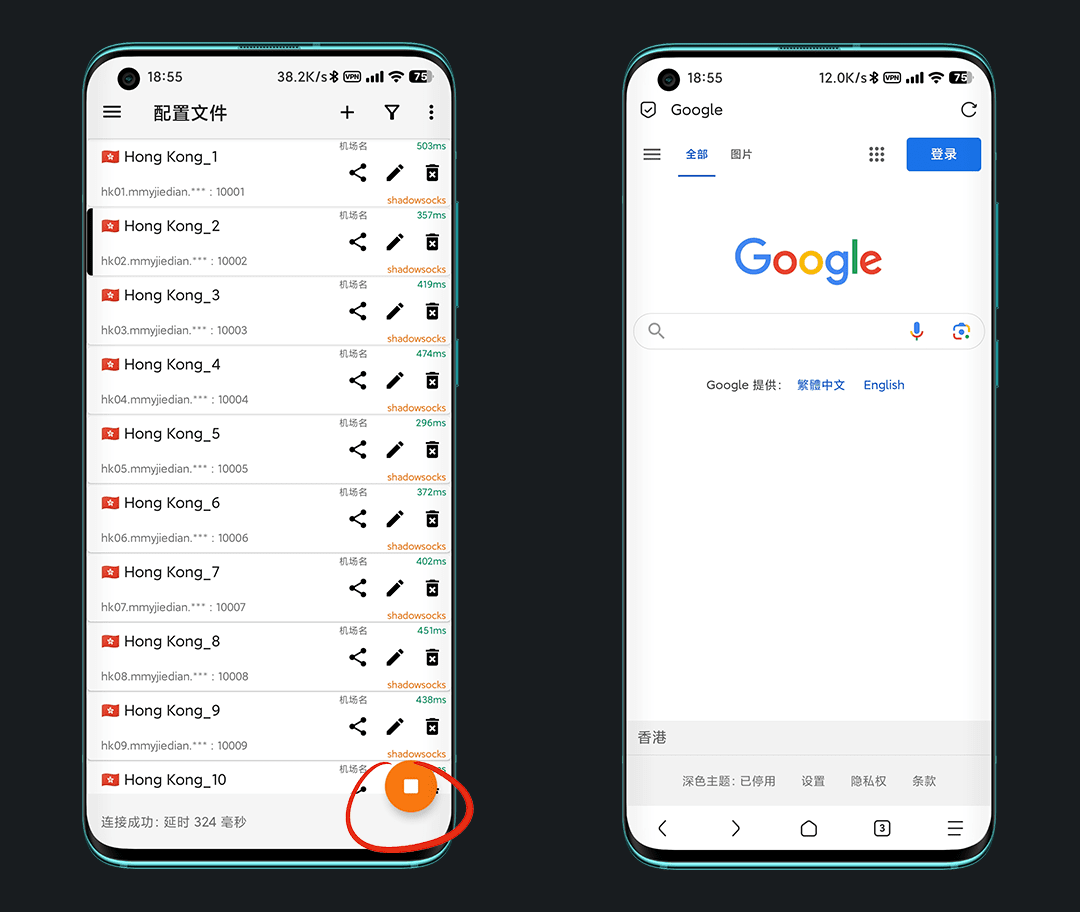 18:55
38.2K/s VPN 75
配置文件
机场名 503ms
Hong Kong_1
hk01.mmyjiedian.*** : 10001
shadowsocks
机场名 357ms
Hong Kong_2
hk02.mmyjiedian.*** : 10002
shadowsocks
机场名 419ms
Hong Kong_3
hk03.mmyjiedian.*** : 10003
shadowsocks
机场名 474ms
Hong Kong_4
hk04.mmyjiedian.*** : 10004
shadowsocks
机场名 296ms
Hong Kong_5
hk05.mmyjiedian.*** : 10005
shadowsocks
机场名 372ms
Hong Kong_6
hk06.mmyjiedian.*** : 10006
shadowsocks
机场名 402ms
Hong Kong_7
hk07.mmyjiedian.*** : 10007
shadowsocks
机场名 451ms
Hong Kong_8
hk08.mmyjiedian.*** : 10008
shadowsocks
机场名 438ms
Hong Kong_9
hk09.mmyjiedian.*** : 10009
shadowsocks
机场名
Hong Kong_10
连接成功: 延时 324 毫秒
18:55
12.0K/s VPN 75
Google
全部 图片 登录
Google
Google 提供: 繁體中文 English
香港
深色主题: 已停用 设置 隐私权 条款
3